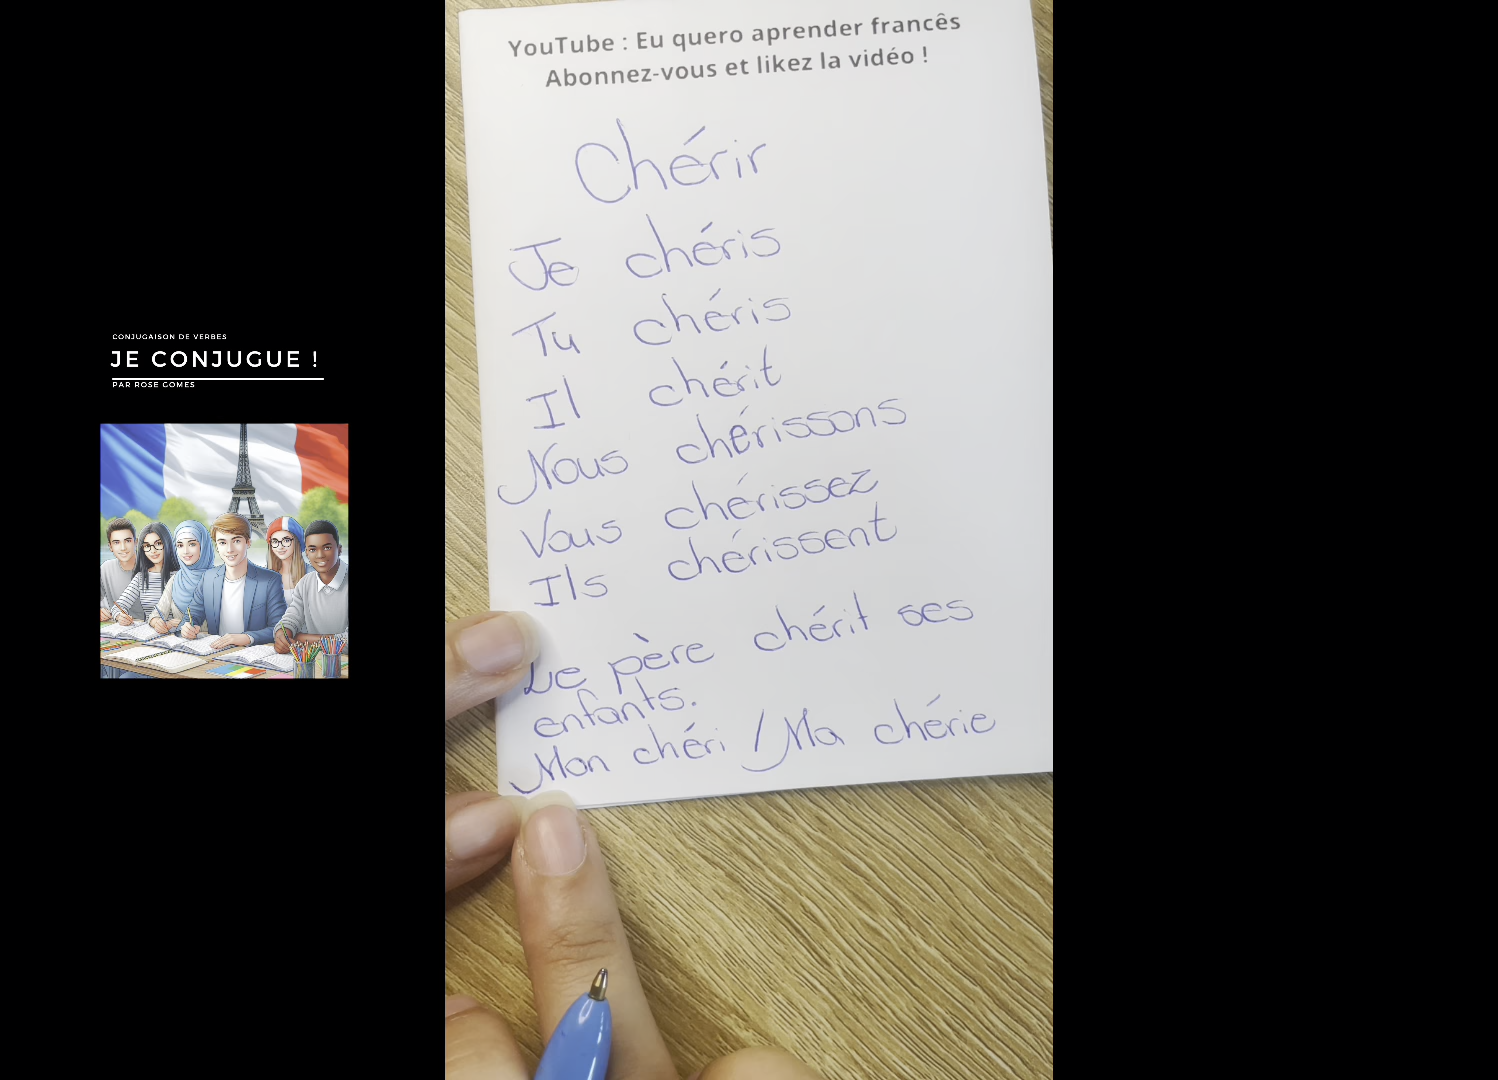 CONJUGAISON DE VERBES
JE CONJUGUE !
PAR ROSE GOMES
YouTube : Eu quero aprender francês
Abonnez-vous et likez la vidéo !
Chérir
Je chéris
Tu chéris
Il chérit
Nous chérissons
Vous chérissez
Ils chérissent
Le père chérit ses
enfants.
Mon chéri / Ma chérie